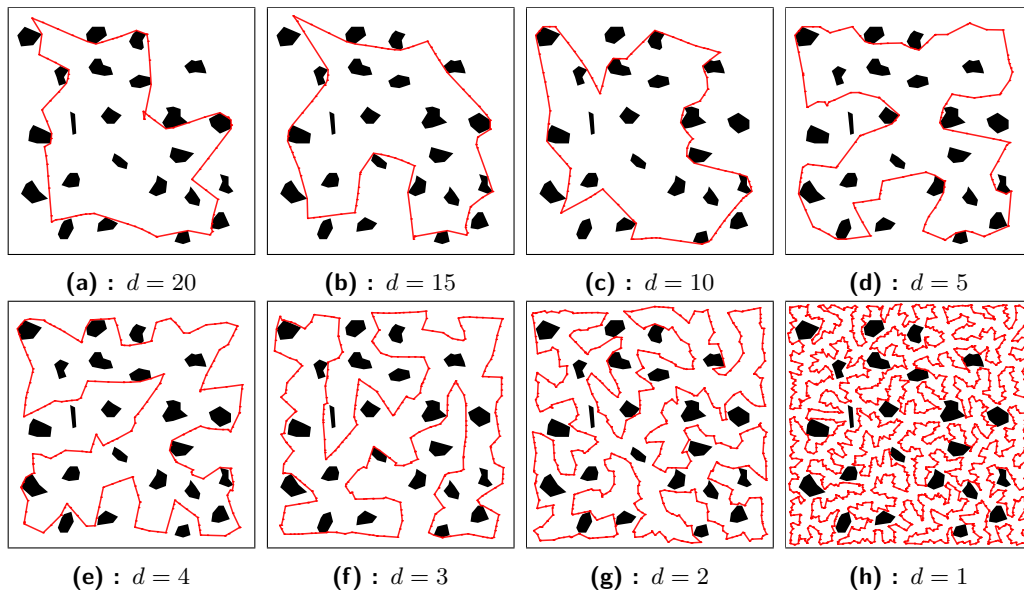 (a) : d = 20
(b) : d = 15
(c) : d = 10
(d) : d = 5
(e) : d = 4
(f) : d = 3
(g) : d = 2
(h) : d = 1